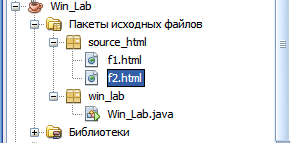 Win_Lab
Пакеты исходных файлов
source_html
f1.html
f2.html
win_lab
Win_Lab.java
Библиотеки